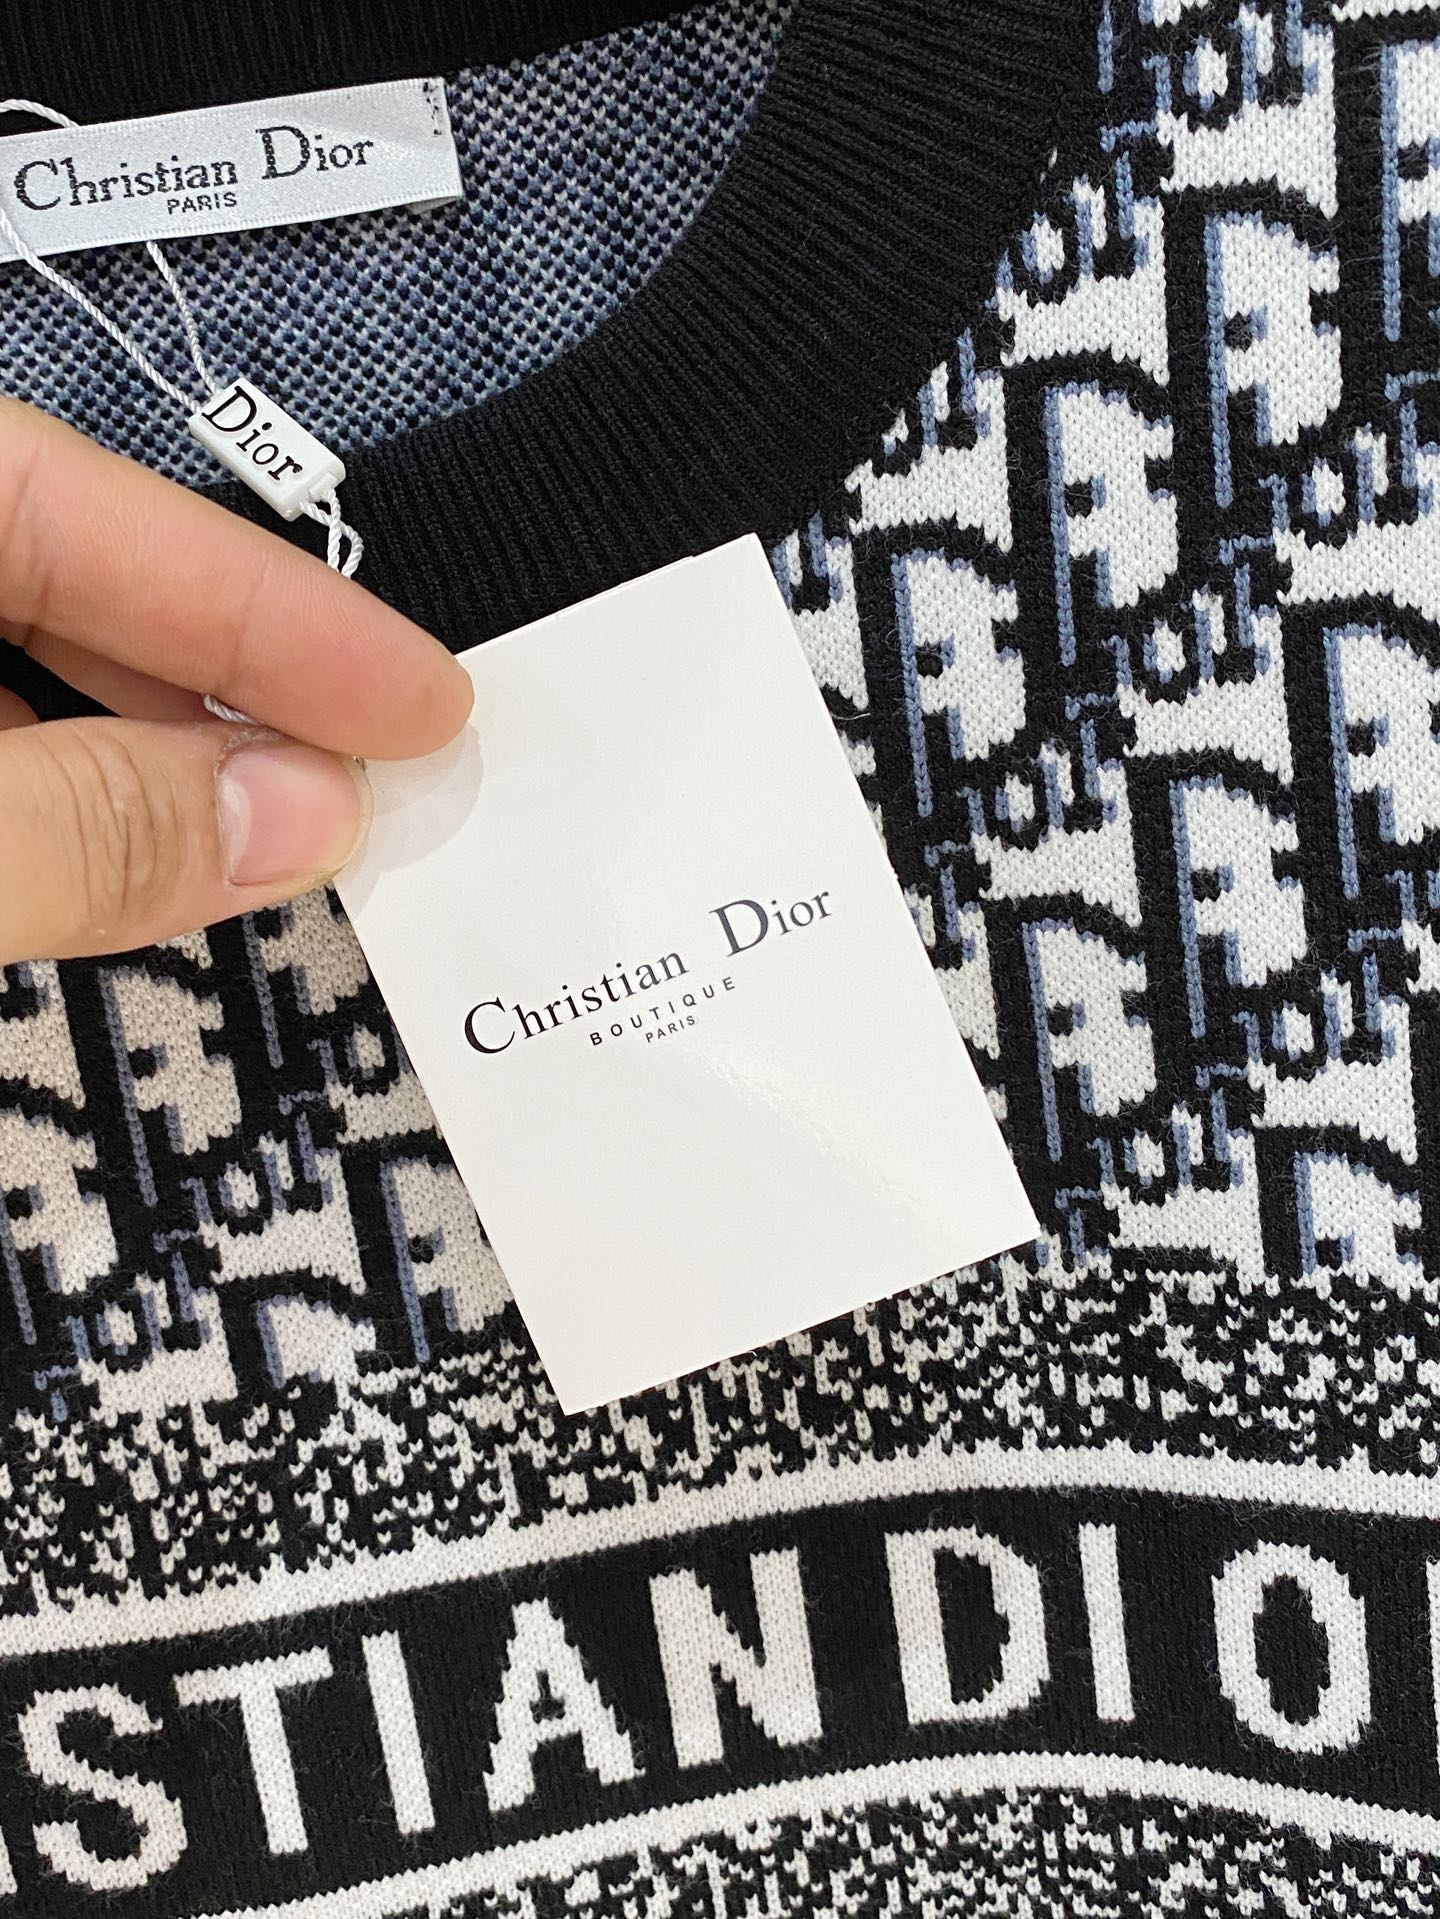 Christian Dior
PARIS
Dior
Christian Dior
BOUTIQUE
PARIS
STIAN DIO